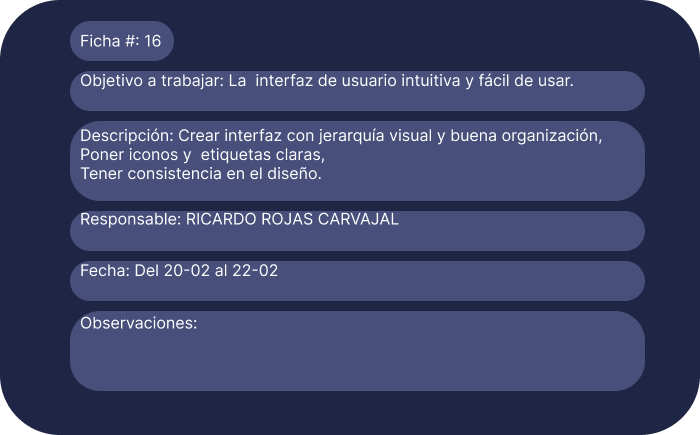 Ficha #: 16
Objetivo a trabajar: La  interfaz de usuario intuitiva y fácil de usar.
Descripción: Crear interfaz con jerarquía visual y buena organización,
Poner iconos y  etiquetas claras,
Tener consistencia en el diseño.
Responsable: RICARDO ROJAS CARVAJAL
Fecha: Del 20-02 al 22-02
Observaciones: